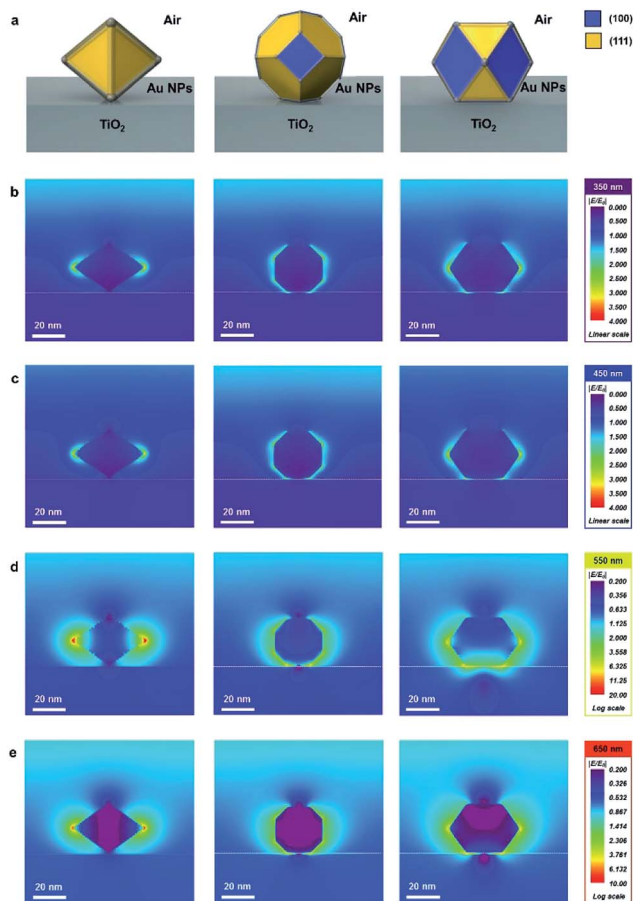 a
Air
Air
Air
(100)
(111)
Au NPs
Au NPs
Au NPs
TiO2
TiO2
TiO2
b
350 nm
|E/E0|
0.000
0.500
1.000
1.500
2.000
2.500
3.000
3.500
4.000
Linear scale
20 nm
20 nm
20 nm
c
450 nm
|E/E0|
0.000
0.500
1.000
1.500
2.000
2.500
3.000
3.500
4.000
Linear scale
20 nm
20 nm
20 nm
d
550 nm
|E/E0|
0.200
0.356
0.633
1.125
2.000
3.558
6.325
11.25
20.00
Log scale
20 nm
20 nm
20 nm
e
650 nm
|E/E0|
0.200
0.326
0.532
0.867
1.414
2.306
3.761
6.132
10.00
Log scale
20 nm
20 nm
20 nm